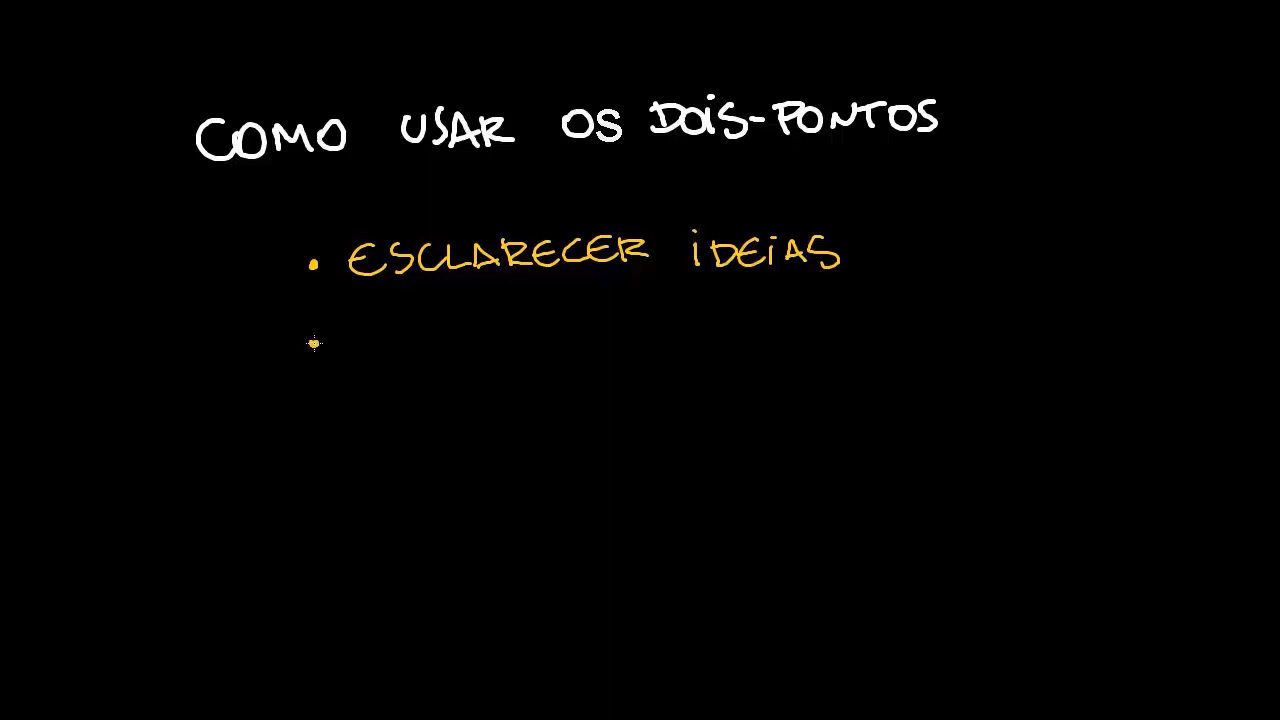 COMO USAR OS DOIS-PONTOS
• ESCLARECER IDEIAS
•